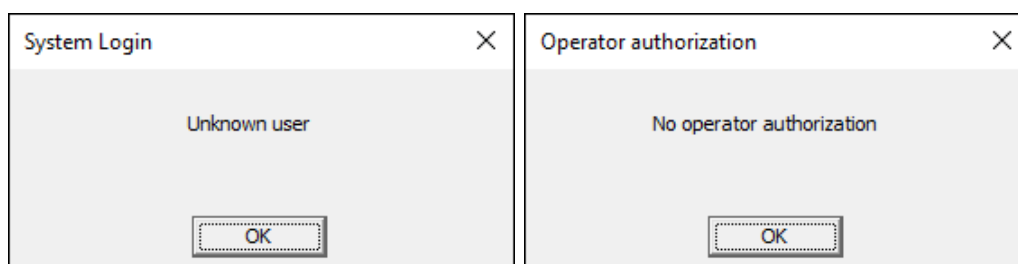 System Login
Unknown user
OK
Operator authorization
No operator authorization
OK